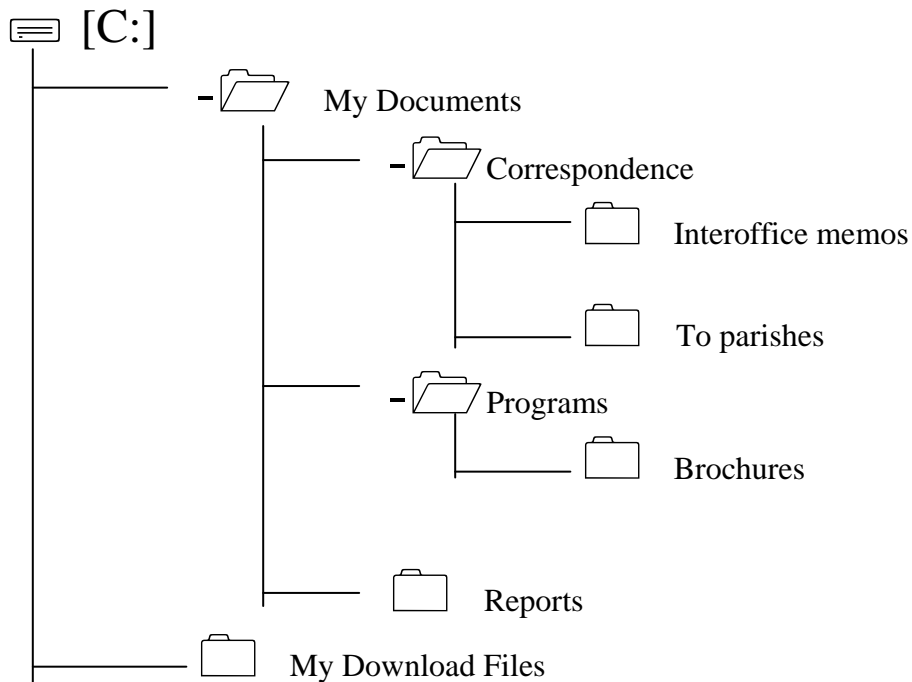 [C:]
My Documents
Correspondence
Interoffice memos
To parishes
Programs
Brochures
Reports
My Download Files